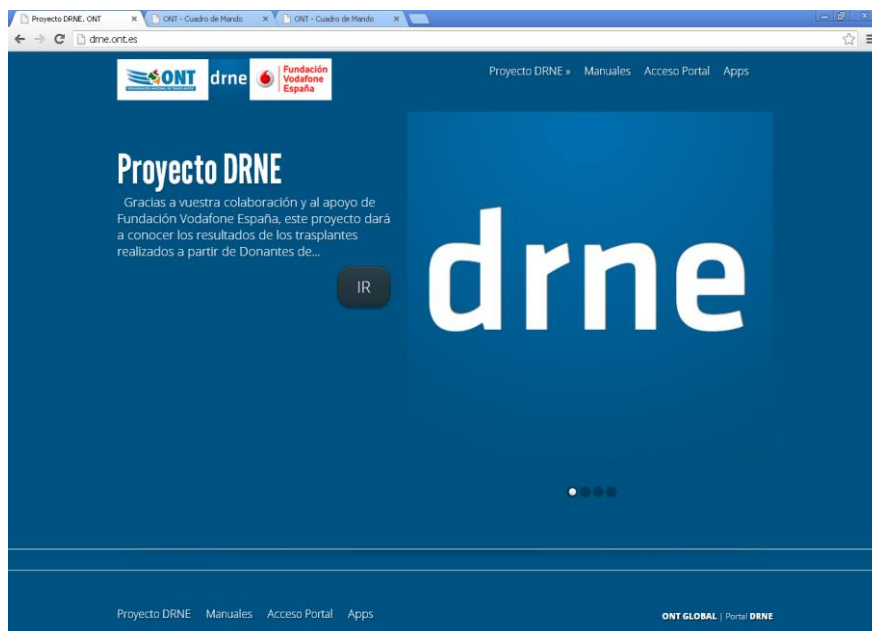 Proyecto DRNE. ONT
ONT - Cuadro de Mando
ONT - Cuadro de Mando
drne.ont.es
ONT
drne
Fundación
Vodafone
España
Proyecto DRNE »
Manuales
Acceso Portal
Apps
Proyecto DRNE
Gracias a vuestra colaboración y al apoyo de
Fundación Vodafone España, este proyecto dará
a conocer los resultados de los trasplantes
realizados a partir de Donantes de...
IR
drne
Proyecto DRNE
Manuales
Acceso Portal
Apps
ONT GLOBAL | Portal DRNE